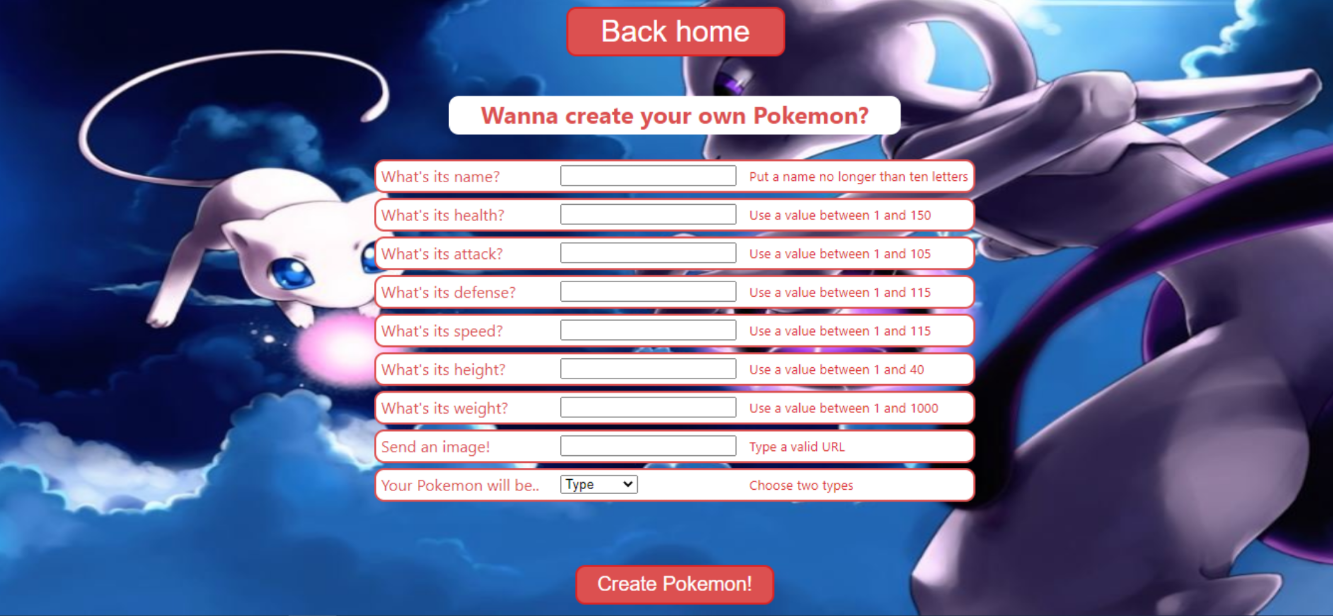 Back home
Wanna create your own Pokemon?
What's its name? Put a name no longer than ten letters
What's its health? Use a value between 1 and 150
What's its attack? Use a value between 1 and 105
What's its defense? Use a value between 1 and 115
What's its speed? Use a value between 1 and 115
What's its height? Use a value between 1 and 40
What's its weight? Use a value between 1 and 1000
Send an image! Type a valid URL
Your Pokemon will be.. Type Choose two types
Create Pokemon!